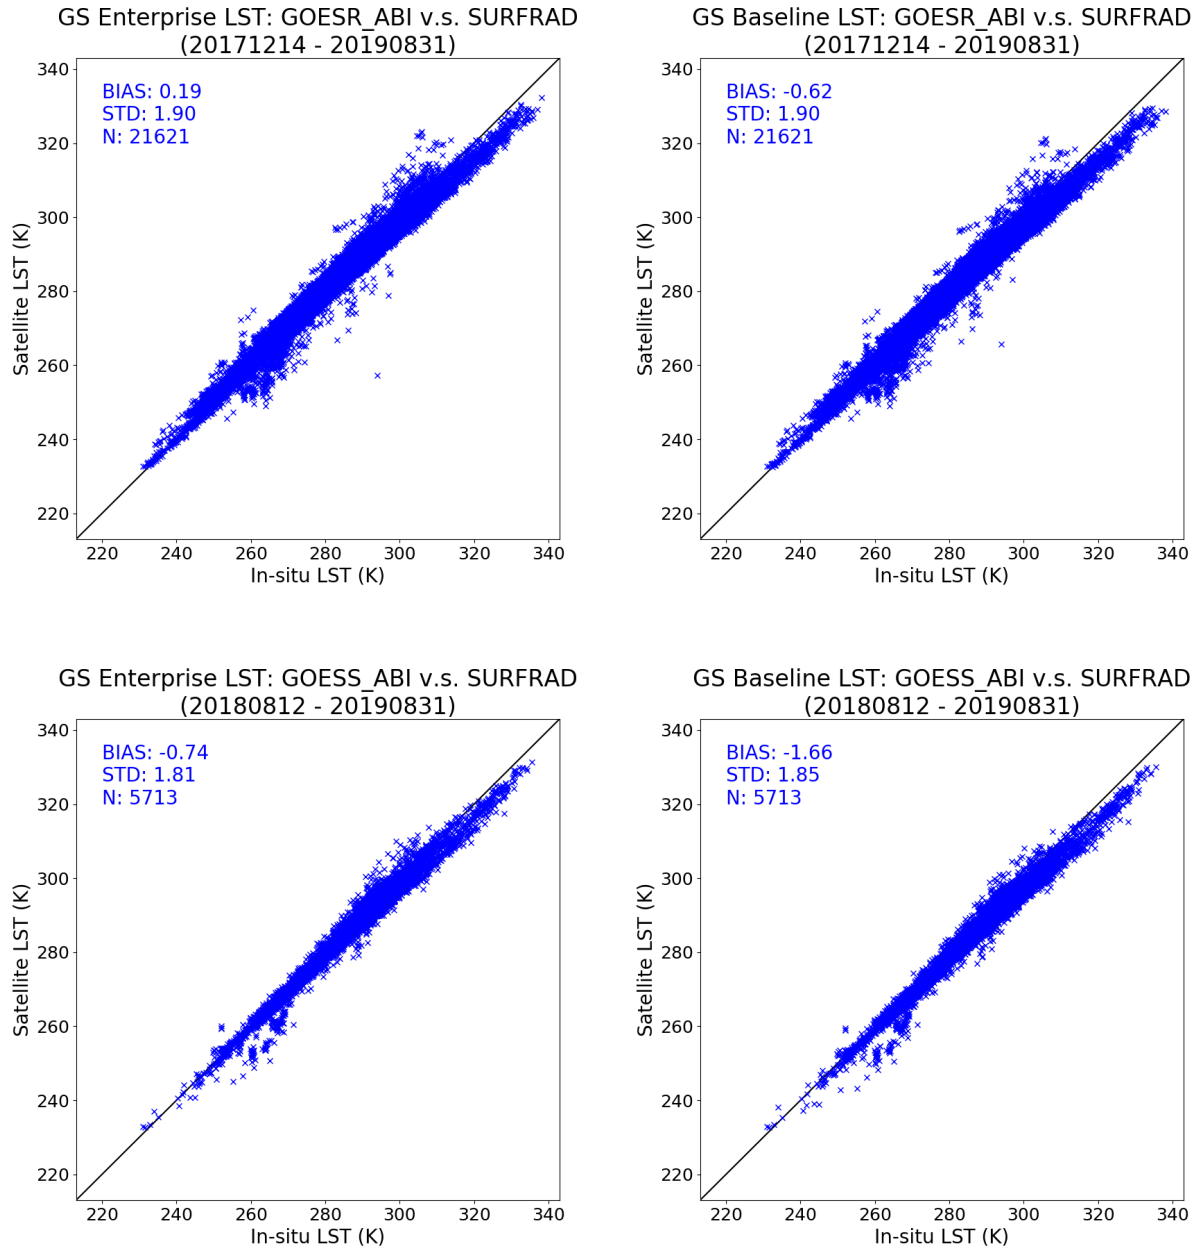 GS Enterprise LST: GOESR_ABI v.s. SURFRAD
(20171214 - 20190831)
BIAS: 0.19
STD: 1.90
N: 21621
340
320
300
280
260
240
220
Satellite LST (K)
220 240 260 280 300 320 340
In-situ LST (K)
GS Baseline LST: GOESR_ABI v.s. SURFRAD
(20171214 - 20190831)
BIAS: -0.62
STD: 1.90
N: 21621
340
320
300
280
260
240
220
Satellite LST (K)
220 240 260 280 300 320 340
In-situ LST (K)
GS Enterprise LST: GOESS_ABI v.s. SURFRAD
(20180812 - 20190831)
BIAS: -0.74
STD: 1.81
N: 5713
340
320
300
280
260
240
220
Satellite LST (K)
220 240 260 280 300 320 340
In-situ LST (K)
GS Baseline LST: GOESS_ABI v.s. SURFRAD
(20180812 - 20190831)
BIAS: -1.66
STD: 1.85
N: 5713
340
320
300
280
260
240
220
Satellite LST (K)
220 240 260 280 300 320 340
In-situ LST (K)